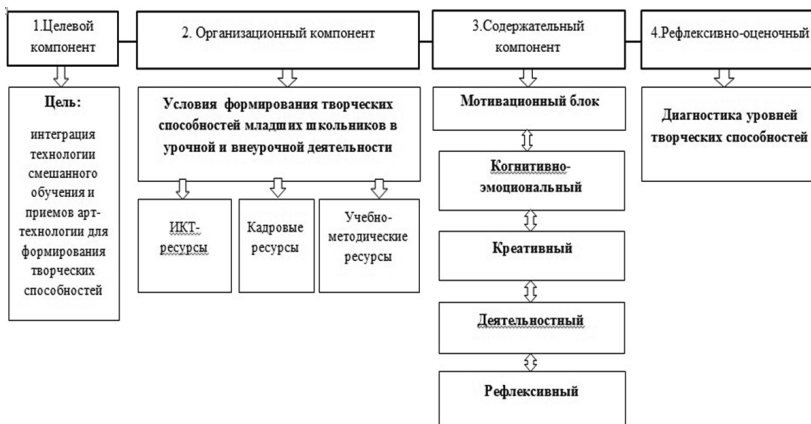 1.Целевой
компонент
2. Организационный компонент
3.Содержательный
компонент
4.Рефлексивно-оценочный
Цель:
интеграция
технологии
смешанного
обучения и
приемов арт-
технологии для
формирования
творческих
способностей
Условия формирования творческих
способностей младших школьников в
урочной и внеурочной деятельности
ИКТ-
ресурсы
Кадровые
ресурсы
Учебно-
методические
ресурсы
Мотивационный блок
Когнитивно-
эмоциональный
Креативный
Деятельностный
Рефлексивный
Диагностика уровней
творческих способностей